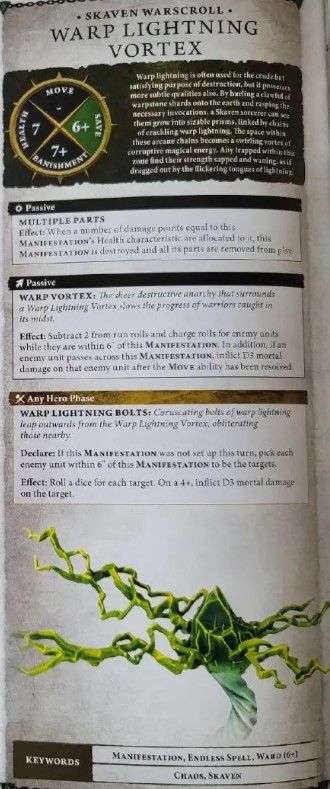 • SKAVEN WARSCROLL •
WARP LIGHTNING
VORTEX
MOVE
-
HEALTH
7
6+
SAVE
7+
BANISHMENT
Warp lightning is often used for the crude but
satisfying purpose of destruction, but it possesses
more subtle qualities also. By hurling a clawful of
warpstone shards onto the earth and rasping the
necessary invocations, a Skaven sorcerer can see
them grow into sizable prisms, linked by chains
of crackling warp lightning. The space within
these arcane chains becomes a swirling vortex of
corruptive magical energy. Any trapped within this
zone find their strength sapped and waning, as if
dragged out by the flickering tongues of lightning.
Passive
MULTIPLE PARTS
Effect: When a number of damage points equal to this
MANIFESTATION's Health characteristic are allocated to it, this
MANIFESTATION is destroyed and all its parts are removed from play.
Passive
WARP VORTEX: The sheer destructive anarchy that surrounds
a Warp Lightning Vortex slows the progress of warriors caught in
its midst.
Effect: Subtract 2 from run rolls and charge rolls for enemy units
while they are within 6" of this MANIFESTATION. In addition, if an
enemy unit passes across this MANIFESTATION, inflict D3 mortal
damage on that enemy unit after the MOVE ability has been resolved.
Any Hero Phase
WARP LIGHTNING BOLTS: Coruscating bolts of warp lightning
leap outwards from the Warp Lightning Vortex, obliterating
those nearby.
Declare: If this MANIFESTATION was not set up this turn, pick each
enemy unit within 6" of this MANIFESTATION to be the targets.
Effect: Roll a dice for each target. On a 4+, inflict D3 mortal damage
on the target.
KEYWORDS
MANIFESTATION, ENDLESS SPELL, WARD (6+)
CHAOS, SKAVEN